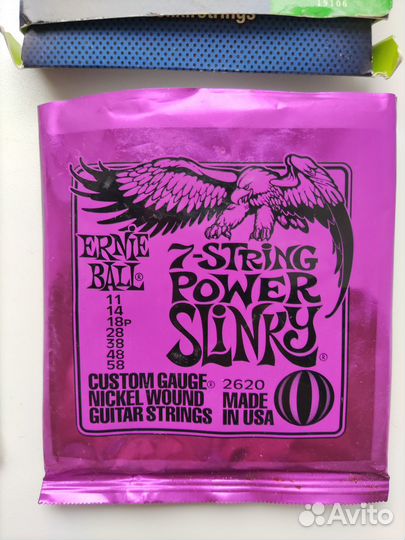 19106
ERNIE
BALL®
7-STRING
POWER
SLINKY®
11
14
18P
28
38
48
58
CUSTOM GAUGE® 2620
NICKEL WOUND MADE
GUITAR STRINGS IN USA
Avito